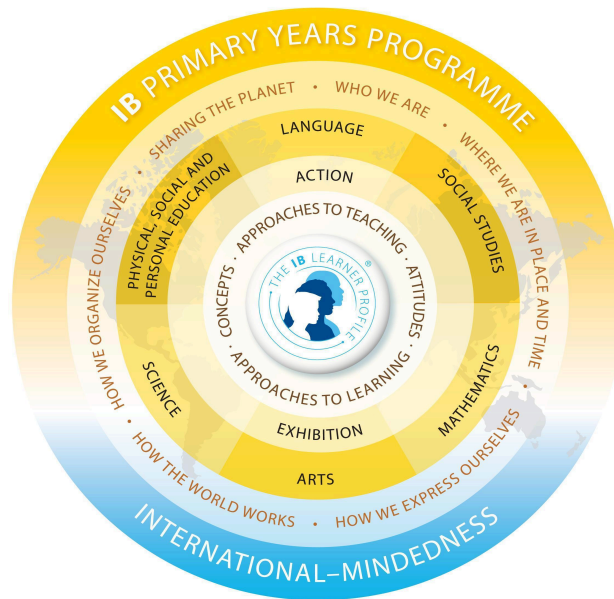 IB PRIMARY YEARS PROGRAMME
SHARING THE PLANET • WHO WE ARE • WHERE WE ARE IN PLACE AND TIME •
HOW WE EXPRESS OURSELVES • HOW THE WORLD WORKS • HOW WE ORGANIZE OURSELVES •
LANGUAGE
SOCIAL STUDIES
MATHEMATICS
ARTS
SCIENCE
PHYSICAL, SOCIAL AND
PERSONAL EDUCATION
ACTION
EXHIBITION
APPROACHES TO TEACHING · ATTITUDES ·
APPROACHES TO LEARNING · CONCEPTS ·
THE IB LEARNER PROFILE ®
INTERNATIONAL–MINDEDNESS